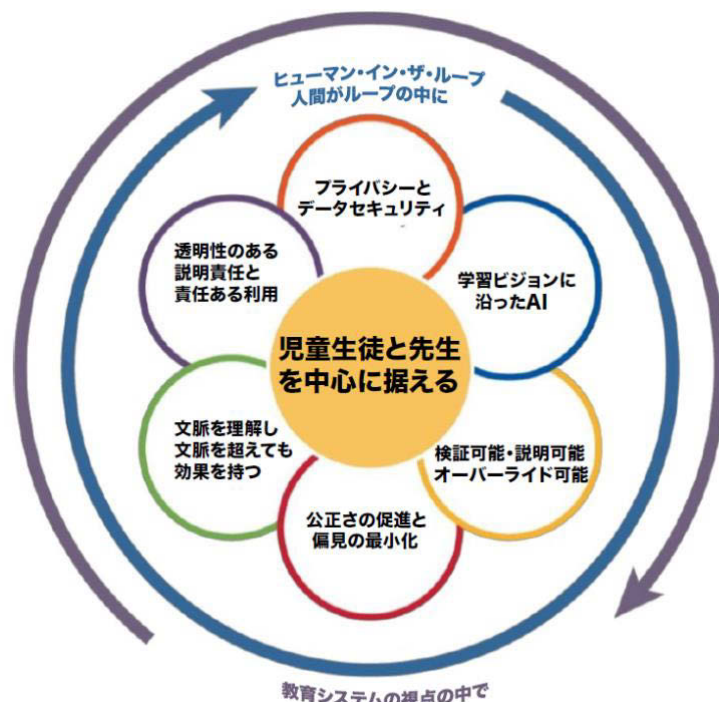 ヒューマン・イン・ザ・ループ
人間がループの中に
プライバシーと
データセキュリティ
学習ビジョンに
沿ったAI
検証可能・説明可能
オーバーライド可能
公正さの促進と
偏見の最小化
文脈を理解し
文脈を超えても
効果を持つ
透明性のある
説明責任と
責任ある利用
児童生徒と先生
を中心に据える
教育システムの視点の中で